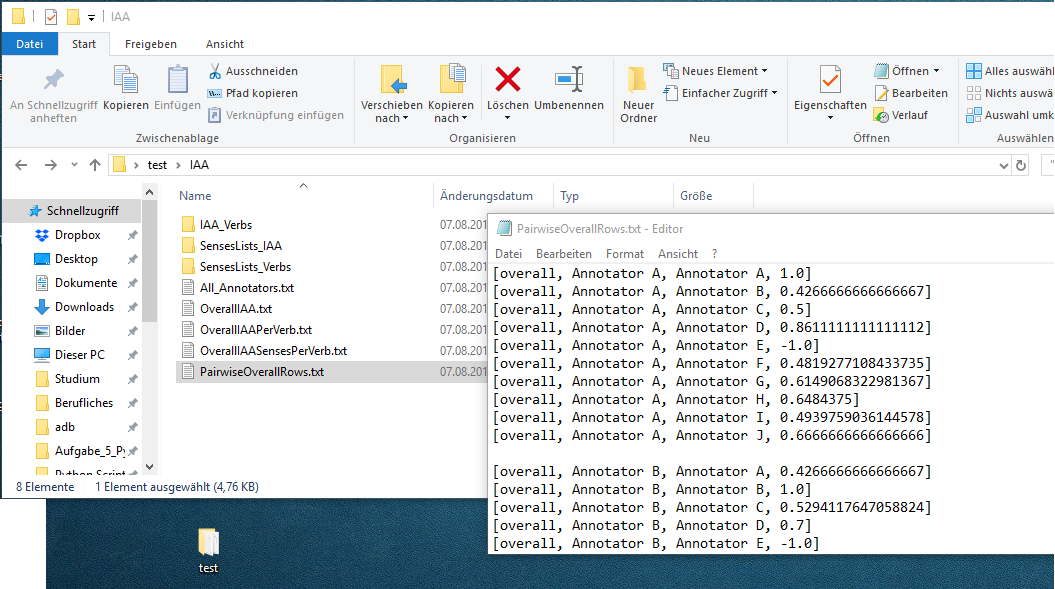 IAA
Datei Start Freigeben Ansicht
An Schnellzugriff anheften
Kopieren
Einfügen
Ausschneiden
Pfad kopieren
Verknüpfung einfügen
Zwischenablage
Verschieben nach
Kopieren nach
Löschen
Umbenennen
Organisieren
Neuer Ordner
Neues Element
Einfacher Zugriff
Neu
Eigenschaften
Öffnen
Bearbeiten
Verlauf
Öffnen
Alles auswähl
Nichts auswä
Auswahl umk
Auswählen
test IAA
Name Änderungsdatum Typ Größe
Schnellzugriff
Dropbox
Desktop
Dokumente
Downloads
Bilder
Dieser PC
Studium
Berufliches
adb
Aufgabe_5_Py
Python Script
IAA_Verbs 07.08.201
SensesLists_IAA 07.08.201
SensesLists_Verbs 07.08.201
All_Annotators.txt 07.08.201
OverallIAA.txt 07.08.201
OverallIAAPerVerb.txt 07.08.201
OverallIAASensesPerVerb.txt 07.08.201
PairwiseOverallRows.txt 07.08.201
8 Elemente 1 Element ausgewählt (4,76 KB)
PairwiseOverallRows.txt - Editor
Datei Bearbeiten Format Ansicht ?
[overall, Annotator A, Annotator A, 1.0]
[overall, Annotator A, Annotator B, 0.4266666666666667]
[overall, Annotator A, Annotator C, 0.5]
[overall, Annotator A, Annotator D, 0.8611111111111112]
[overall, Annotator A, Annotator E, -1.0]
[overall, Annotator A, Annotator F, 0.4819277108433735]
[overall, Annotator A, Annotator G, 0.6149068322981367]
[overall, Annotator A, Annotator H, 0.6484375]
[overall, Annotator A, Annotator I, 0.4939759036144578]
[overall, Annotator A, Annotator J, 0.6666666666666666]
[overall, Annotator B, Annotator A, 0.4266666666666667]
[overall, Annotator B, Annotator B, 1.0]
[overall, Annotator B, Annotator C, 0.5294117647058824]
[overall, Annotator B, Annotator D, 0.7]
[overall, Annotator B, Annotator E, -1.0]
test